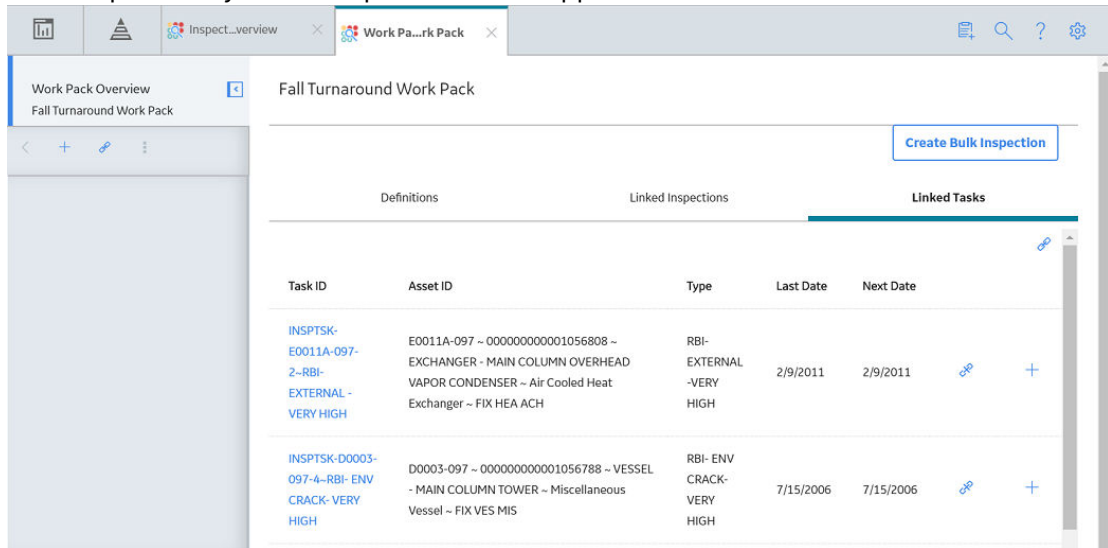 Inspect...verview
Work Pa...rk Pack
?
Work Pack Overview
Fall Turnaround Work Pack
Fall Turnaround Work Pack
Create Bulk Inspection
Definitions
Linked Inspections
Linked Tasks
Task ID
Asset ID
Type
Last Date
Next Date
INSPTSK-
E0011A-097-
2~RBI-
EXTERNAL -
VERY HIGH
E0011A-097 ~ 000000000001056808 ~
EXCHANGER - MAIN COLUMN OVERHEAD
VAPOR CONDENSER ~ Air Cooled Heat
Exchanger ~ FIX HEA ACH
RBI-
EXTERNAL
-VERY
HIGH
2/9/2011
2/9/2011
INSPTSK-D0003-
097-4~RBI- ENV
CRACK- VERY
HIGH
D0003-097 ~ 000000000001056788 ~ VESSEL
- MAIN COLUMN TOWER ~ Miscellaneous
Vessel ~ FIX VES MIS
RBI- ENV
CRACK-
VERY
HIGH
7/15/2006
7/15/2006